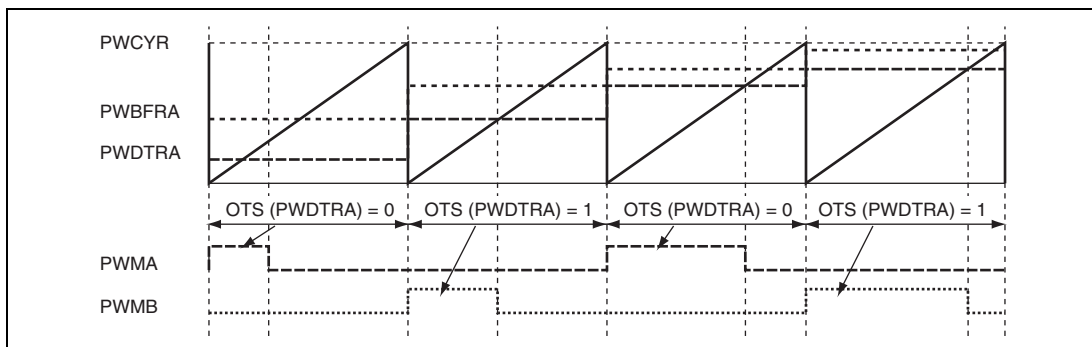 PWCYR
PWBFRA
PWDTRA
OTS (PWDTRA) = 0 OTS (PWDTRA) = 1 OTS (PWDTRA) = 0 OTS (PWDTRA) = 1
PWMA
PWMB